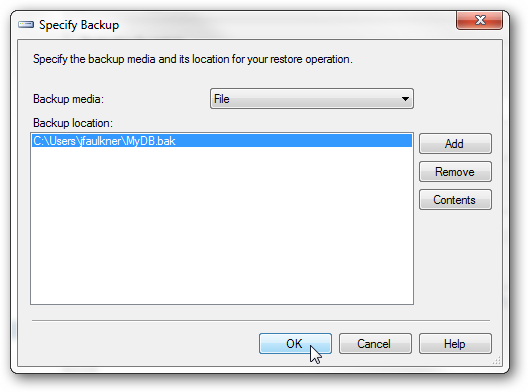 Specify Backup
Specify the backup media and its location for your restore operation.
Backup media:
File
Backup location:
C:\Users\jfaulkner\MyDB.bak
Add
Remove
Contents
OK
Cancel
Help